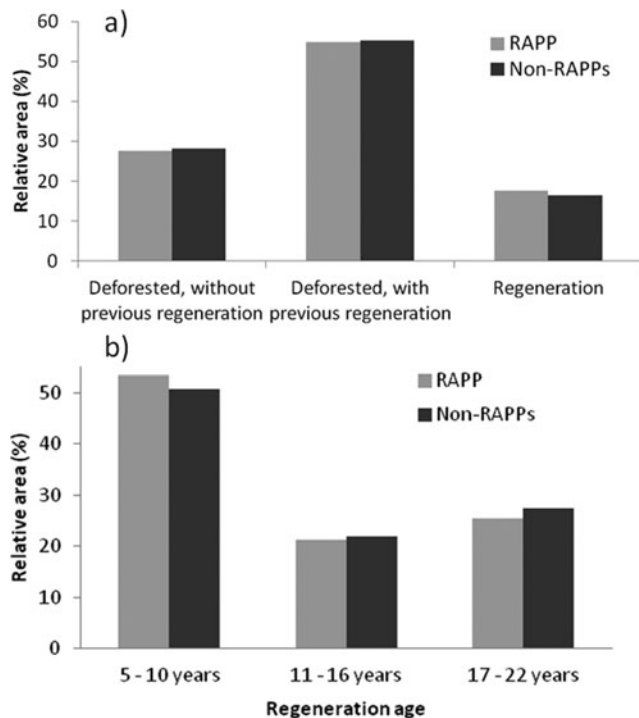 a)
60
50
40
30
20
10
0
Relative area (%)
RAPP
Non-RAPPs
Deforested, without
previous regeneration
Deforested, with
previous regeneration
Regeneration
b)
50
40
30
20
10
0
Relative area (%)
RAPP
Non-RAPPs
5 - 10 years
11 - 16 years
17 - 22 years
Regeneration age